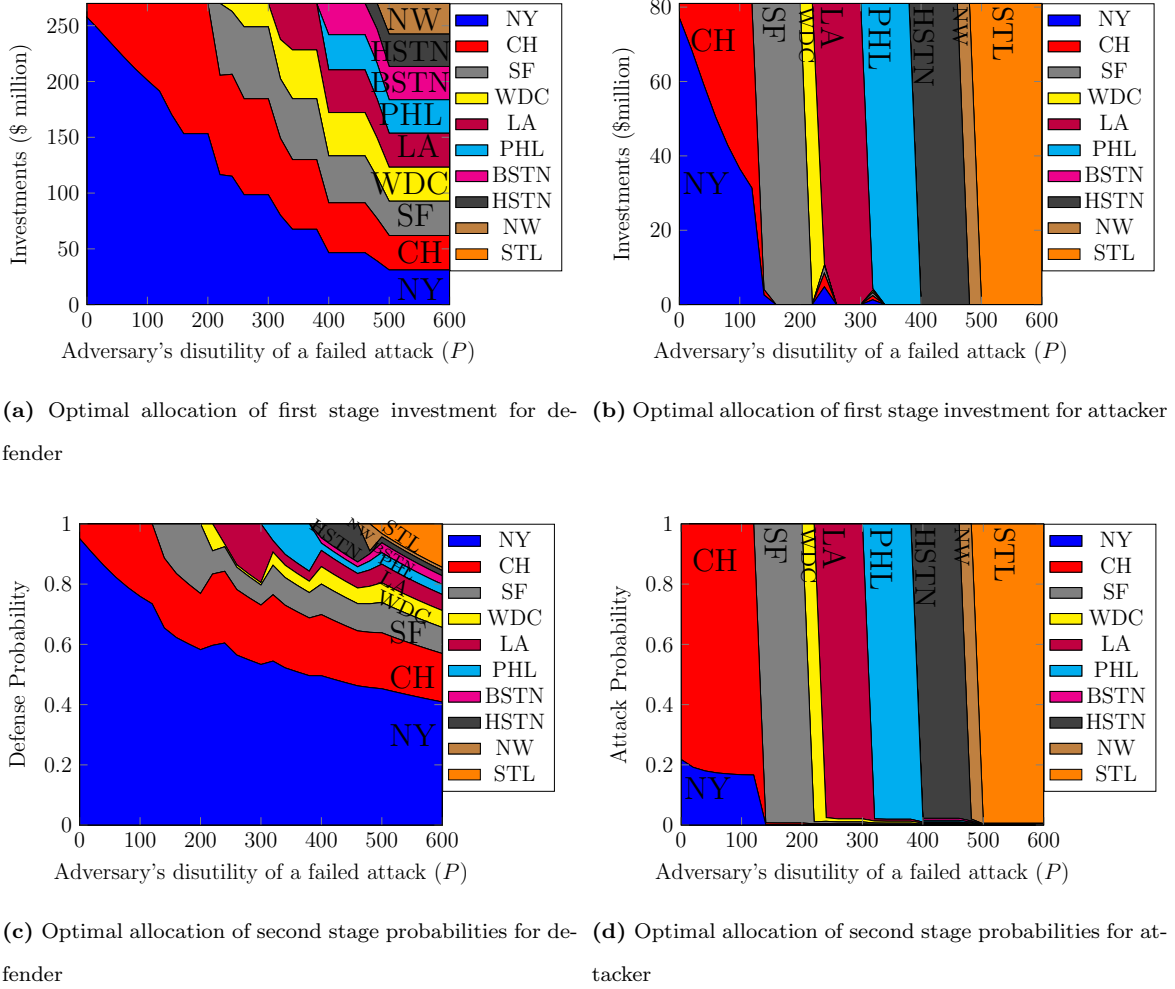 250
200
150
100
50
0
Investments ($ million)
NW
HSTN
BSTN
PHL
LA
WDC
SF
CH
NY
0 100 200 300 400 500 600
Adversary's disutility of a failed attack (P)
NY
CH
SF
WDC
LA
PHL
BSTN
HSTN
NW
STL
80
60
40
20
0
Investments ($million)
CH
NY
SF
WDC
LA
PHL
HSTN
NW
STL
0 100 200 300 400 500 600
Adversary's disutility of a failed attack (P)
NY
CH
SF
WDC
LA
PHL
BSTN
HSTN
NW
STL
(a) Optimal allocation of first stage investment for de-
fender
(b) Optimal allocation of first stage investment for attacker
1
0.8
0.6
0.4
0.2
0
Defense Probability
STL
NW
HSTN
BSTN
PHL
LA
WDC
SF
CH
NY
0 100 200 300 400 500 600
Adversary's disutility of a failed attack (P)
NY
CH
SF
WDC
LA
PHL
BSTN
HSTN
NW
STL
1
0.8
0.6
0.4
0.2
0
Attack Probability
CH
NY
SF
WDC
LA
PHL
HSTN
NW
STL
0 100 200 300 400 500 600
Adversary's disutility of a failed attack (P)
NY
CH
SF
WDC
LA
PHL
BSTN
HSTN
NW
STL
(c) Optimal allocation of second stage probabilities for de-
fender
(d) Optimal allocation of second stage probabilities for at-
tacker